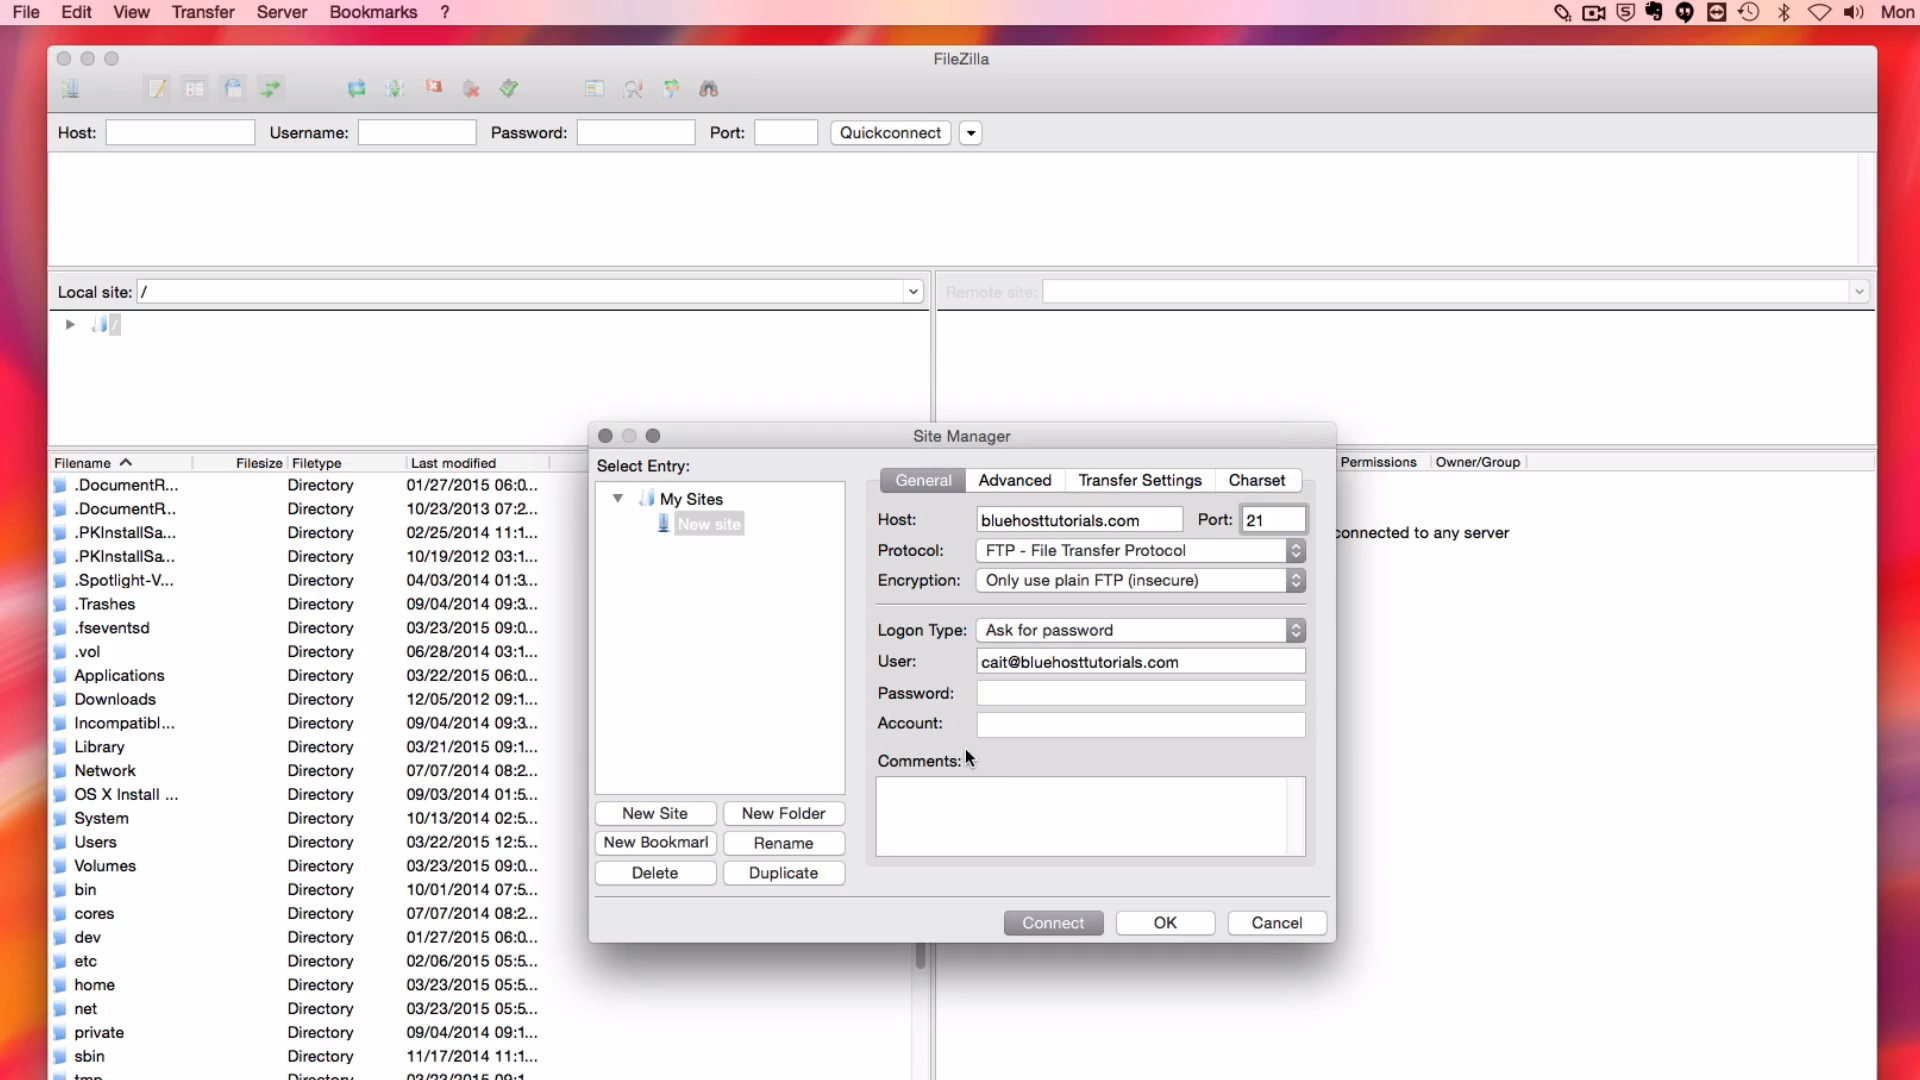 File Edit View Transfer Server Bookmarks ? Mon
FileZilla
Host: Username: Password: Port: Quickconnect
Local site: / Remote site:
/
Filename Filesize Filetype Last modified Permissions Owner/Group
.DocumentR... Directory 01/27/2015 06:0...
.DocumentR... Directory 10/23/2013 07:2...
.PKInstallSa... Directory 02/25/2014 11:1...
.PKInstallSa... Directory 10/19/2012 03:1...
.Spotlight-V... Directory 04/03/2014 01:3...
.Trashes Directory 09/04/2014 09:3...
.fseventsd Directory 03/23/2015 09:0...
.vol Directory 06/28/2014 03:1...
Applications Directory 03/22/2015 06:0...
Downloads Directory 12/05/2012 09:1...
Incompatibl... Directory 09/04/2014 09:3...
Library Directory 03/21/2015 09:1...
Network Directory 07/07/2014 08:2...
OS X Install ... Directory 09/03/2014 01:5...
System Directory 10/13/2014 02:5...
Users Directory 03/22/2015 12:5...
Volumes Directory 03/23/2015 09:0...
bin Directory 10/01/2014 07:5...
cores Directory 07/07/2014 08:2...
dev Directory 01/27/2015 06:0...
etc Directory 02/06/2015 05:5...
home Directory 03/23/2015 05:5...
net Directory 03/23/2015 05:5...
private Directory 09/04/2014 09:1...
sbin Directory 11/17/2014 11:1...
tmp Directory 03/23/2015 09:1...
connected to any server
Site Manager
Select Entry:
My Sites
New site
New Site New Folder
New Bookmarl Rename
Delete Duplicate
General Advanced Transfer Settings Charset
Host: bluehosttutorials.com Port: 21
Protocol: FTP - File Transfer Protocol
Encryption: Only use plain FTP (insecure)
Logon Type: Ask for password
User: cait@bluehosttutorials.com
Password:
Account:
Comments:
Connect OK Cancel